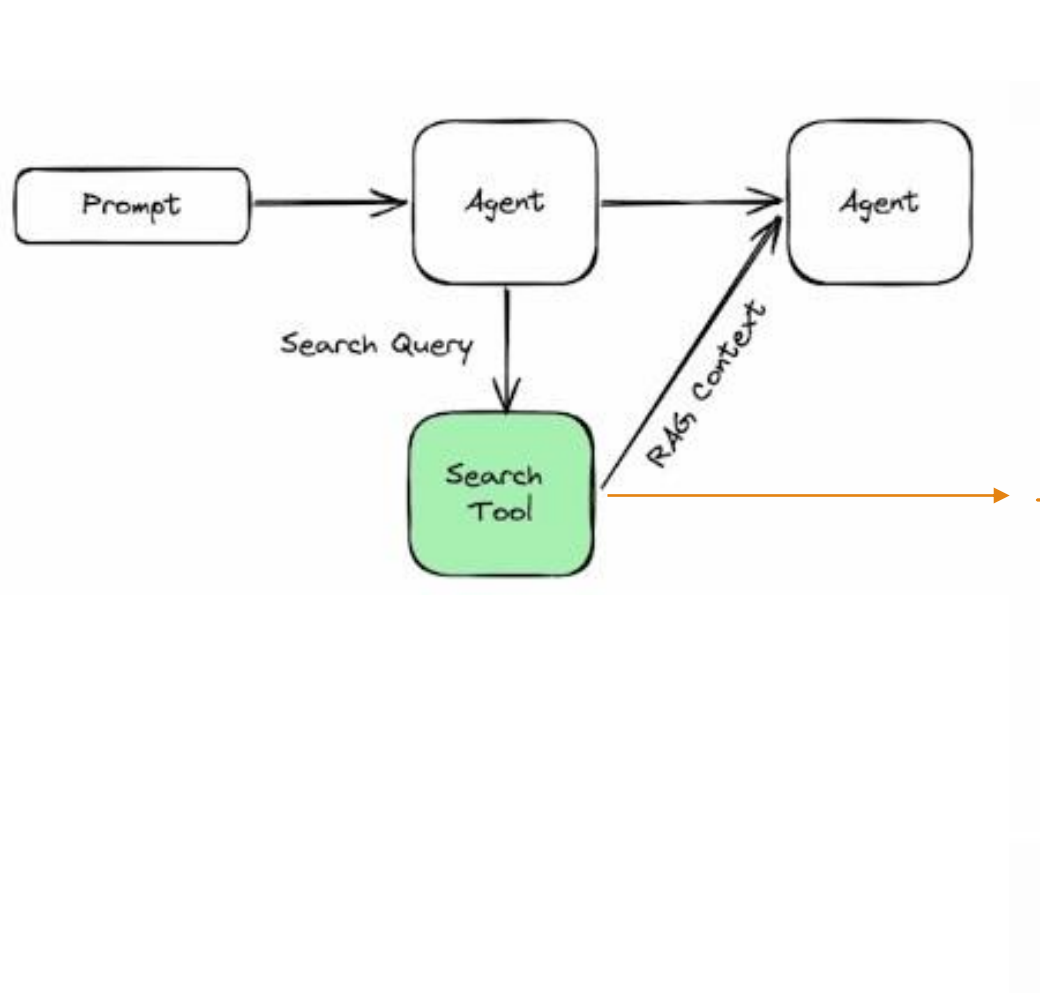 Prompt
Agent
Agent
Search Query
RAG Context
Search
Tool